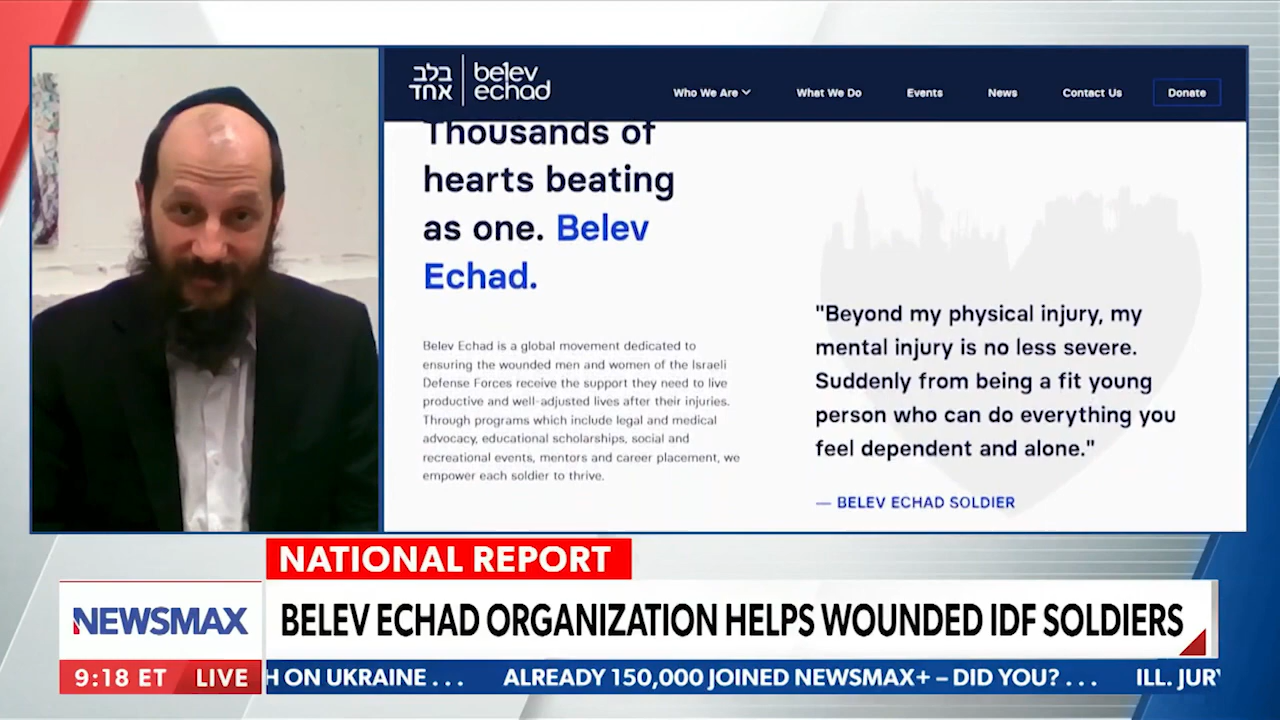 בלב
אחד
belev
echad
Who We Are
What We Do
Events
News
Contact Us
Donate
Thousands of
hearts beating
as one. Belev
Echad.
Belev Echad is a global movement dedicated to
ensuring the wounded men and women of the Israeli
Defense Forces receive the support they need to live
productive and well-adjusted lives after their injuries.
Through programs which include legal and medical
advocacy, educational scholarships, social and
recreational events, mentors and career placement, we
empower each soldier to thrive.
"Beyond my physical injury, my
mental injury is no less severe.
Suddenly from being a fit young
person who can do everything you
feel dependent and alone."
— BELEV ECHAD SOLDIER
NATIONAL REPORT
NEWSMAX
BELEV ECHAD ORGANIZATION HELPS WOUNDED IDF SOLDIERS
9:18 ET LIVE
H ON UKRAINE . . . ALREADY 150,000 JOINED NEWSMAX+ – DID YOU? . . . ILL. JURY